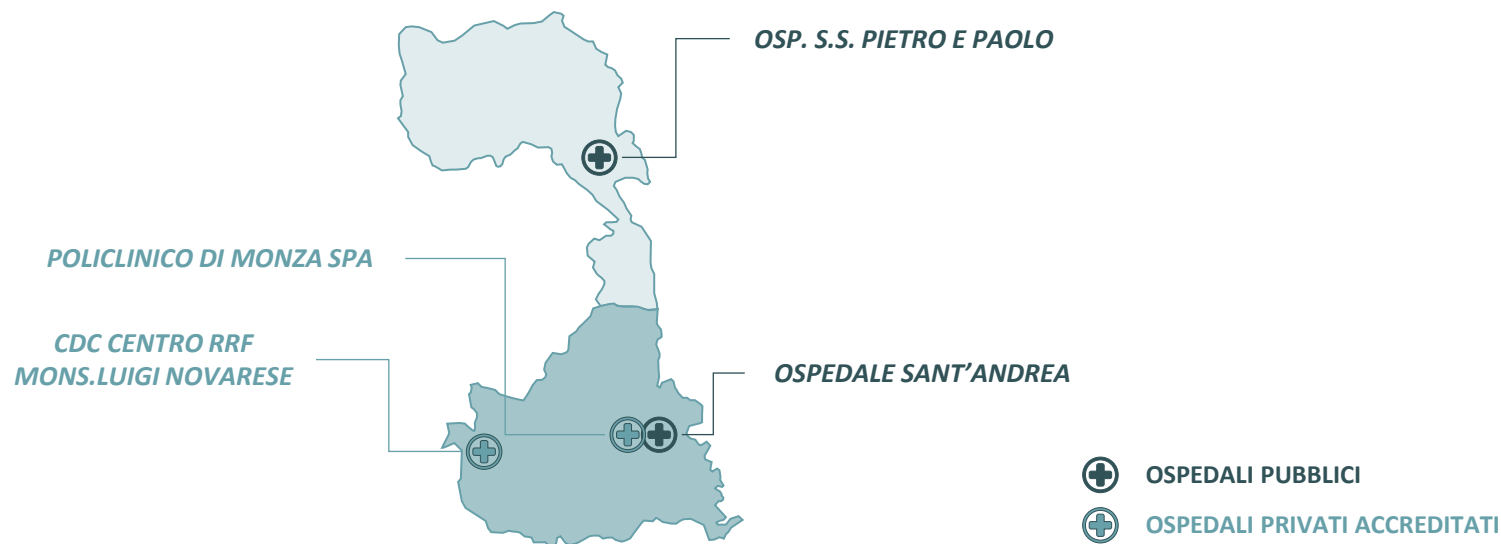 OSP. S.S. PIETRO E PAOLO
POLICLINICO DI MONZA SPA
CDC CENTRO RRF
MONS.LUIGI NOVARESE
OSPEDALE SANT’ANDREA
OSPEDALI PUBBLICI
OSPEDALI PRIVATI ACCREDITATI